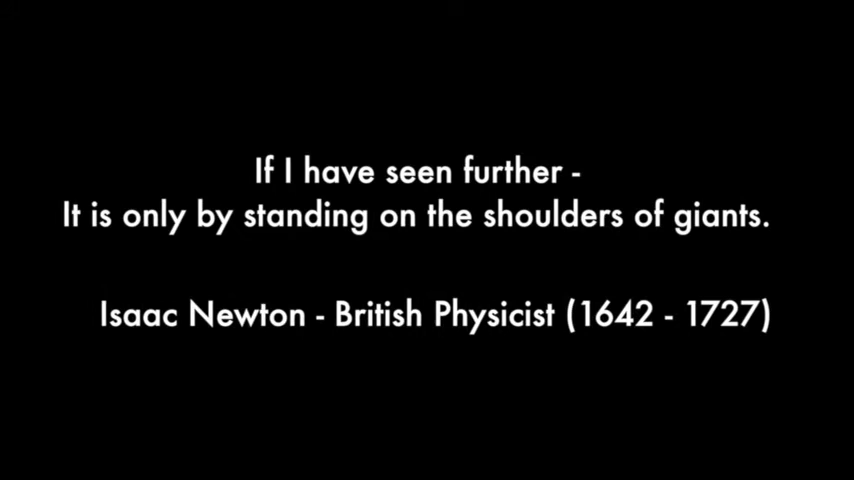 If I have seen further -
It is only by standing on the shoulders of giants.
Isaac Newton - British Physicist (1642 - 1727)